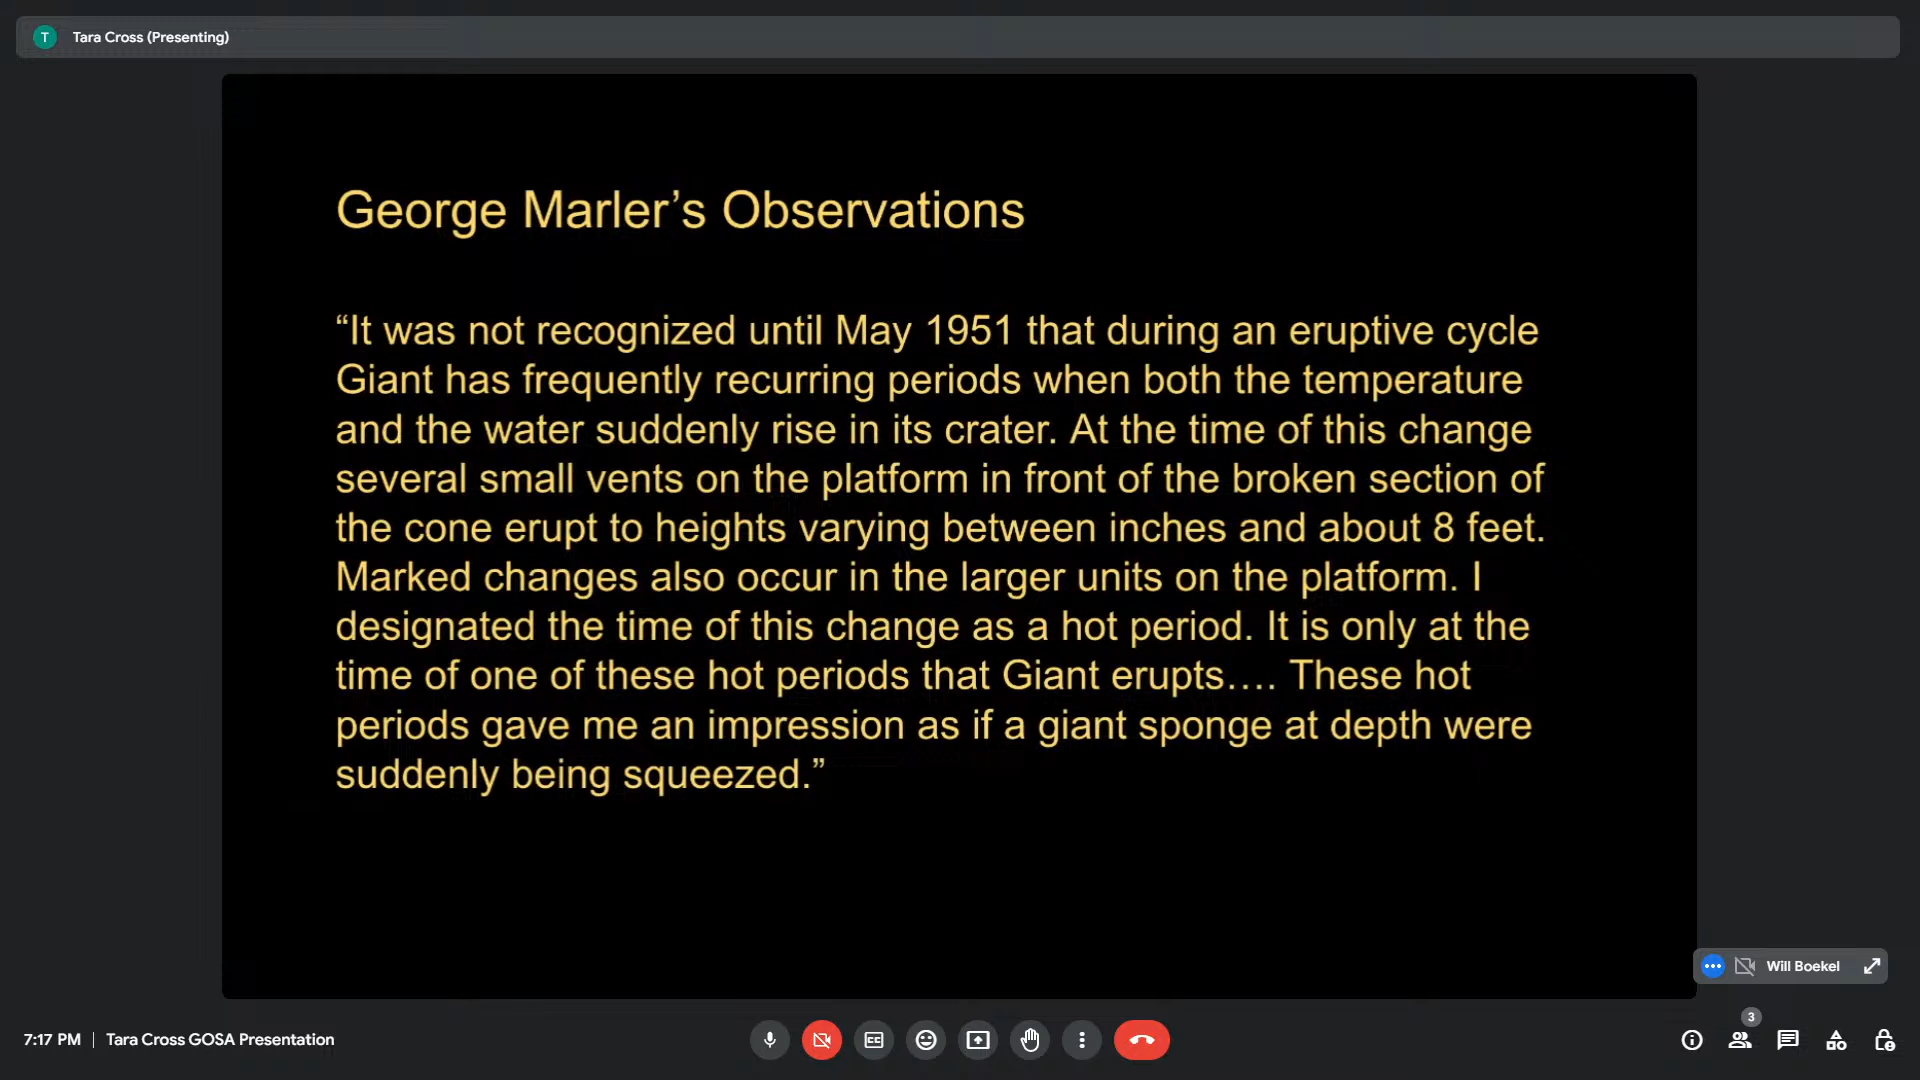 T Tara Cross (Presenting)
George Marler’s Observations
“It was not recognized until May 1951 that during an eruptive cycle
Giant has frequently recurring periods when both the temperature
and the water suddenly rise in its crater. At the time of this change
several small vents on the platform in front of the broken section of
the cone erupt to heights varying between inches and about 8 feet.
Marked changes also occur in the larger units on the platform. I
designated the time of this change as a hot period. It is only at the
time of one of these hot periods that Giant erupts…. These hot
periods gave me an impression as if a giant sponge at depth were
suddenly being squeezed.”
Will Boekel
3
7:17 PM | Tara Cross GOSA Presentation
CC